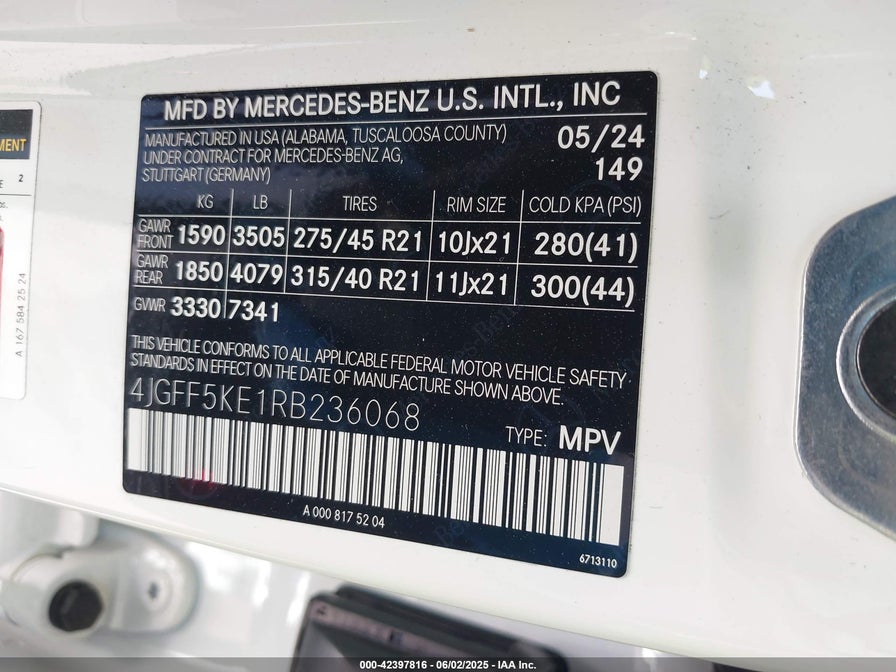 MFD BY MERCEDES-BENZ U.S. INTL., INC
MANUFACTURED IN USA (ALABAMA, TUSCALOOSA COUNTY)
UNDER CONTRACT FOR MERCEDES-BENZ AG,
STUTTGART (GERMANY)
05/24
149
KG LB TIRES RIM SIZE COLD KPA (PSI)
GAWR FRONT 1590 3505 275/45 R21 10Jx21 280(41)
GAWR REAR 1850 4079 315/40 R21 11Jx21 300(44)
GVWR 3330 7341
THIS VEHICLE CONFORMS TO ALL APPLICABLE FEDERAL MOTOR VEHICLE SAFETY
STANDARDS IN EFFECT ON THE DATE OF MANUFACTURE SHOWN ABOVE.
4JGFF5KE1RB236068
TYPE: MPV
A 000 817 52 04
6713110
2
A 167 584 25 24
000-42397816 - 06/02/2025 - IAA Inc.